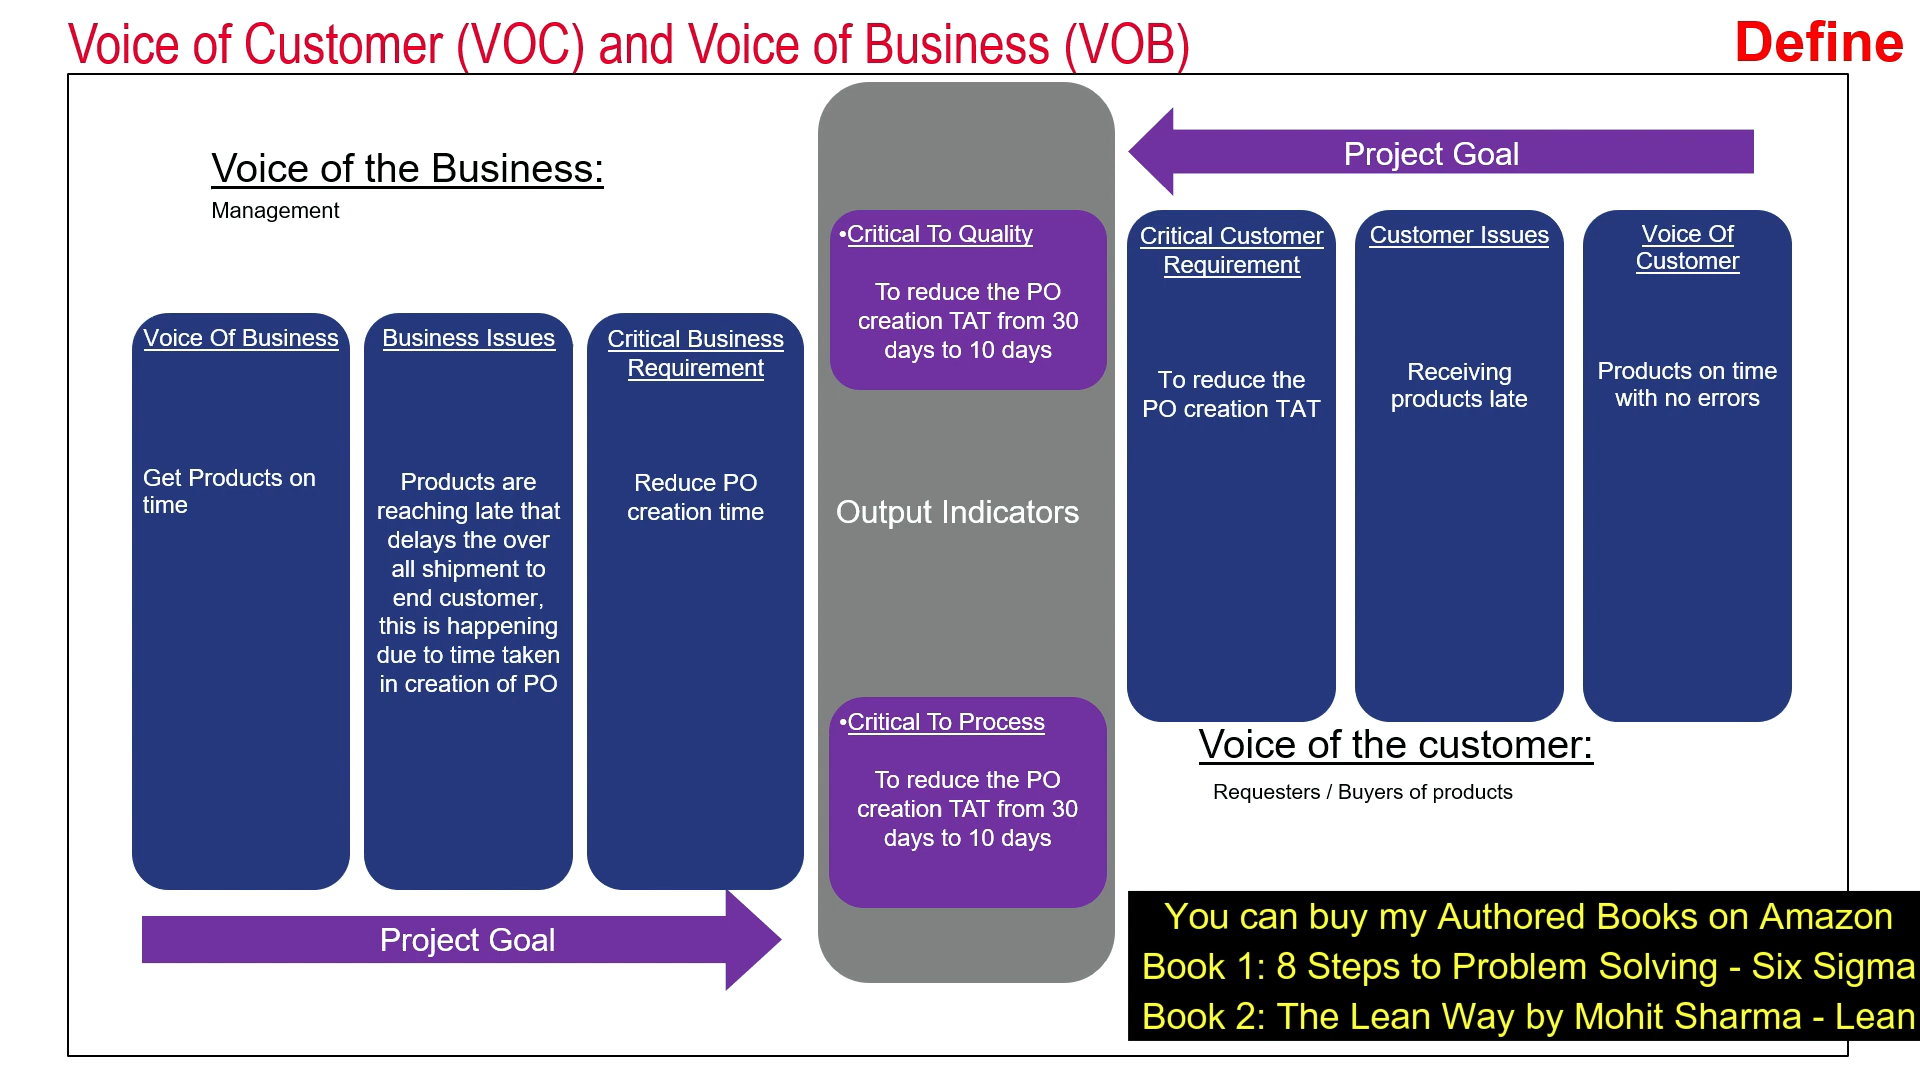 Voice of Customer (VOC) and Voice of Business (VOB)
Define
Voice of the Business:
Management
Voice Of Business
Get Products on
time
Business Issues
Products are
reaching late that
delays the over
all shipment to
end customer,
this is happening
due to time taken
in creation of PO
Critical Business
Requirement
Reduce PO
creation time
Project Goal
•Critical To Quality
To reduce the PO
creation TAT from 30
days to 10 days
Output Indicators
•Critical To Process
To reduce the PO
creation TAT from 30
days to 10 days
Project Goal
Critical Customer
Requirement
To reduce the
PO creation TAT
Customer Issues
Receiving
products late
Voice Of
Customer
Products on time
with no errors
Voice of the customer:
Requesters / Buyers of products
You can buy my Authored Books on Amazon
Book 1: 8 Steps to Problem Solving - Six Sigma
Book 2: The Lean Way by Mohit Sharma - Lean